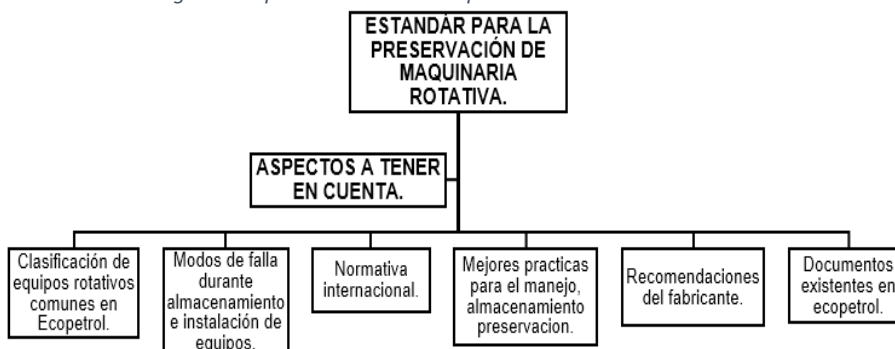 ESTANDÁR PARA LA
PRESERVACIÓN DE
MAQUINARIA
ROTATIVA.
ASPECTOS A TENER
EN CUENTA.
Clasificación de
equipos rotativos
comunes en
Ecopetrol.
Modos de falla
durante
almacenamiento
e instalación de
equipos.
Normativa
internacional.
Mejores practicas
para el manejo,
almacenamiento
preservacion.
Recomendaciones
del fabricante.
Documentos
existentes en
ecopetrol.